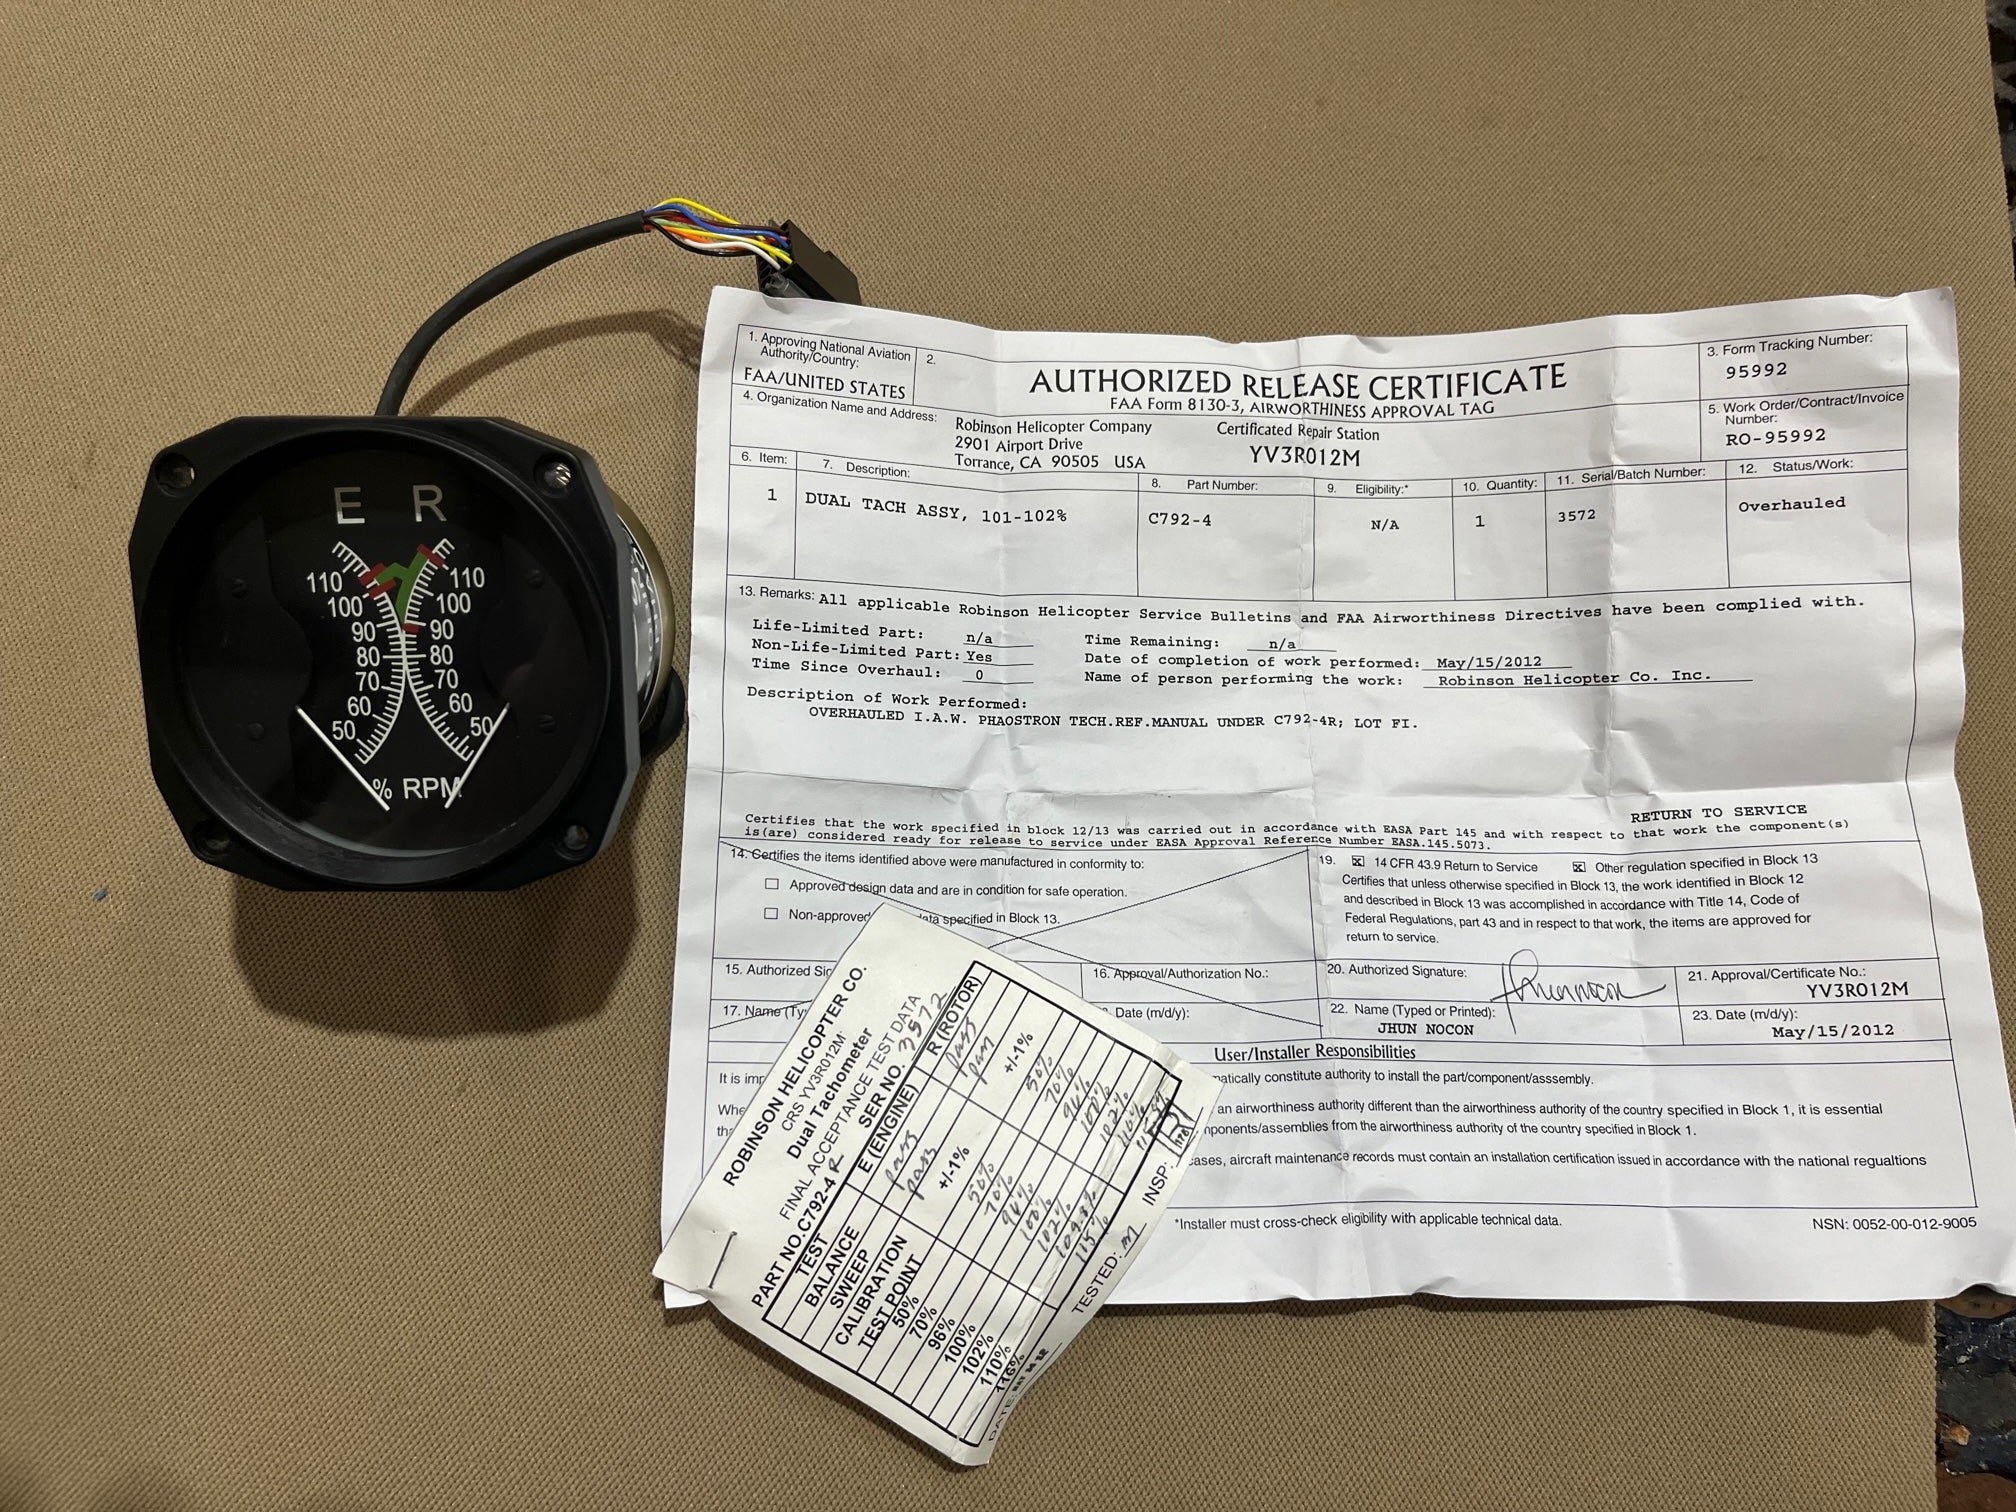 E R
110 110
100 100
90 90
80 80
70 70
60 60
50 50
% RPM
1. Approving National Aviation
Authority/Country:
FAA/UNITED STATES
2.
AUTHORIZED RELEASE CERTIFICATE
FAA Form 8130-3, AIRWORTHINESS APPROVAL TAG
3. Form Tracking Number:
95992
4. Organization Name and Address:
Robinson Helicopter Company
2901 Airport Drive
Torrance, CA 90505 USA
Certificated Repair Station
YV3R012M
5. Work Order/Contract/Invoice
Number:
RO-95992
6. Item: 7. Description: 8. Part Number: 9. Eligibility:* 10. Quantity: 11. Serial/Batch Number: 12. Status/Work:
1 DUAL TACH ASSY, 101-102% C792-4 N/A 1 3572 Overhauled
13. Remarks: All applicable Robinson Helicopter Service Bulletins and FAA Airworthiness Directives have been complied with.
Life-Limited Part: n/a Time Remaining: n/a
Non-Life-Limited Part: Yes Date of completion of work performed: May/15/2012
Time Since Overhaul: 0 Name of person performing the work: Robinson Helicopter Co. Inc.
Description of Work Performed:
OVERHAULED I.A.W. PHAOSTRON TECH.REF.MANUAL UNDER C792-4R; LOT FI.
RETURN TO SERVICE
Certifies that the work specified in block 12/13 was carried out in accordance with EASA Part 145 and with respect to that work the component(s)
is(are) considered ready for release to service under EASA Approval Reference Number EASA.145.5073.
14. Certifies the items identified above were manufactured in conformity to:
Approved design data and are in condition for safe operation.
Non-approved data specified in Block 13.
19. 14 CFR 43.9 Return to Service Other regulation specified in Block 13
Certifies that unless otherwise specified in Block 13, the work identified in Block 12
and described in Block 13 was accomplished in accordance with Title 14, Code of
Federal Regulations, part 43 and in respect to that work, the items are approved for
return to service.
15. Authorized Sig
16. Approval/Authorization No.:
17. Name (Ty
Date (m/d/y):
20. Authorized Signature:
21. Approval/Certificate No.:
YV3R012M
22. Name (Typed or Printed):
JHUN NOCON
23. Date (m/d/y):
May/15/2012
User/Installer Responsibilities
It is imp
matically constitute authority to install the part/component/asssembly.
Whe
an airworthiness authority different than the airworthiness authority of the country specified in Block 1, it is essential
tha
mponents/assemblies from the airworthiness authority of the country specified in Block 1.
cases, aircraft maintenance records must contain an installation certification issued in accordance with the national regualtions
*Installer must cross-check eligibility with applicable technical data.
NSN: 0052-00-012-9005
ROBINSON HELICOPTER CO.
CRS YV3R012M
Dual Tachometer
FINAL ACCEPTANCE TEST DATA
PART NO.C792-4 R SER NO. 3572
TEST E (ENGINE) R (ROTOR)
BALANCE pass pass
SWEEP pass pass
CALIBRATION +/-1% +/-1%
TEST POINT
50% 50% 50%
70% 70% 70%
96% 96% 96%
100% 100% 100%
102% 102% 102%
110% 109.8% 110%
116% 115%
DATE: TESTED: INSP: